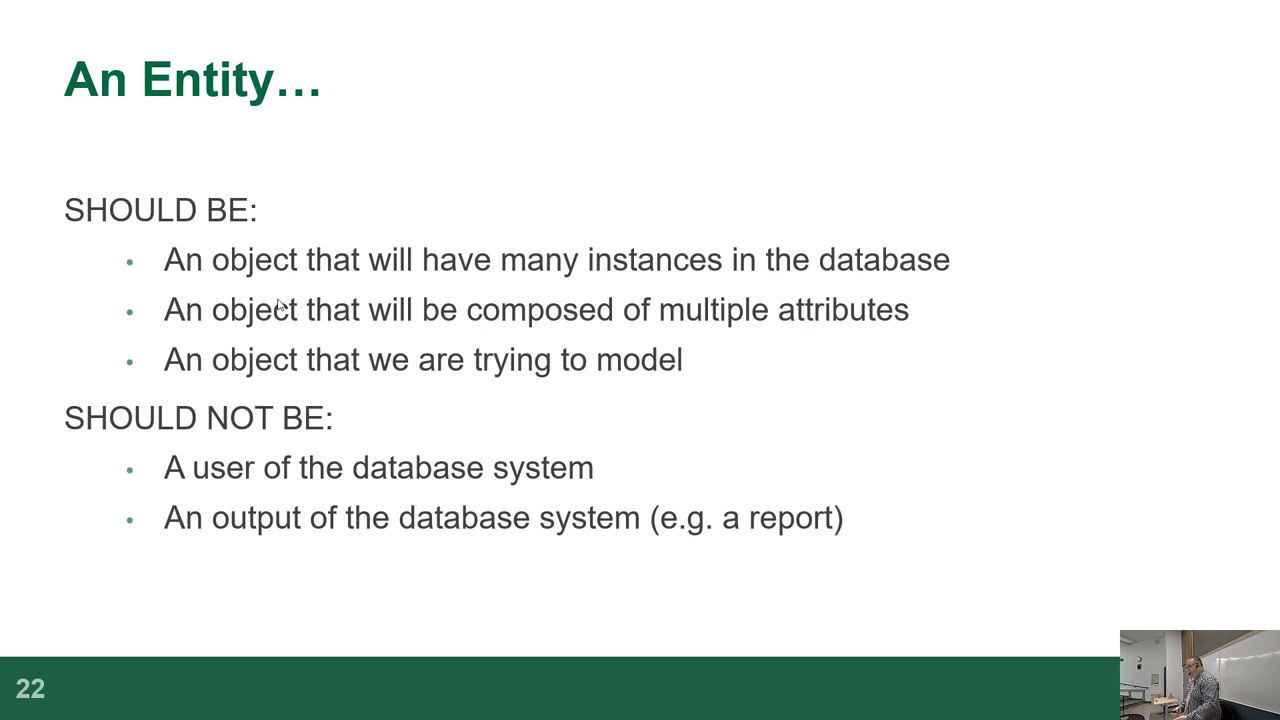 An Entity…
SHOULD BE:
• An object that will have many instances in the database
• An object that will be composed of multiple attributes
• An object that we are trying to model
SHOULD NOT BE:
• A user of the database system
• An output of the database system (e.g. a report)
22